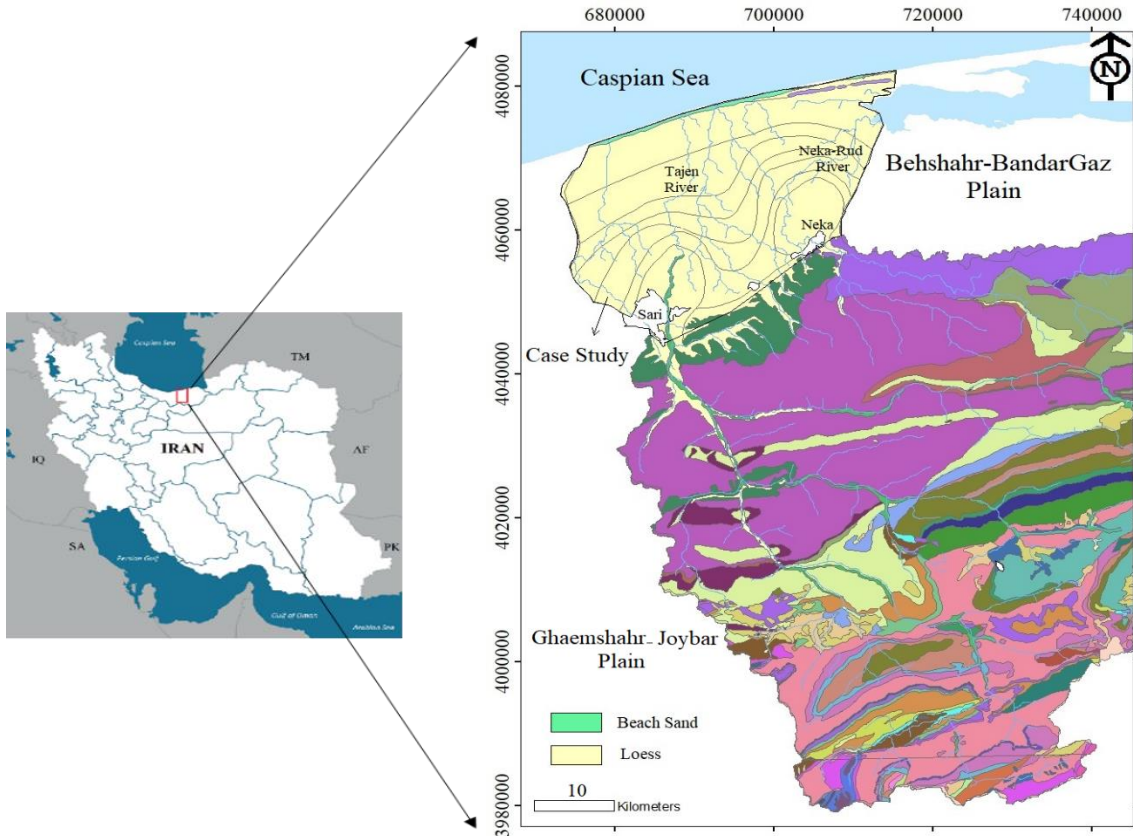 Caspian Sea
TM
IRAN
IQ
AF
SA
PK
Persian Gulf
Gulf of Oman
Arabian Sea
680000 700000 720000 740000
4080000
4060000
4040000
4020000
4000000
3980000
N
Caspian Sea
Neka-Rud
River
Tajen
River
Behshahr-BandarGaz
Plain
Neka
Sari
Case Study
Ghaemshahr- Joybar
Plain
Beach Sand
Loess
10
Kilometers